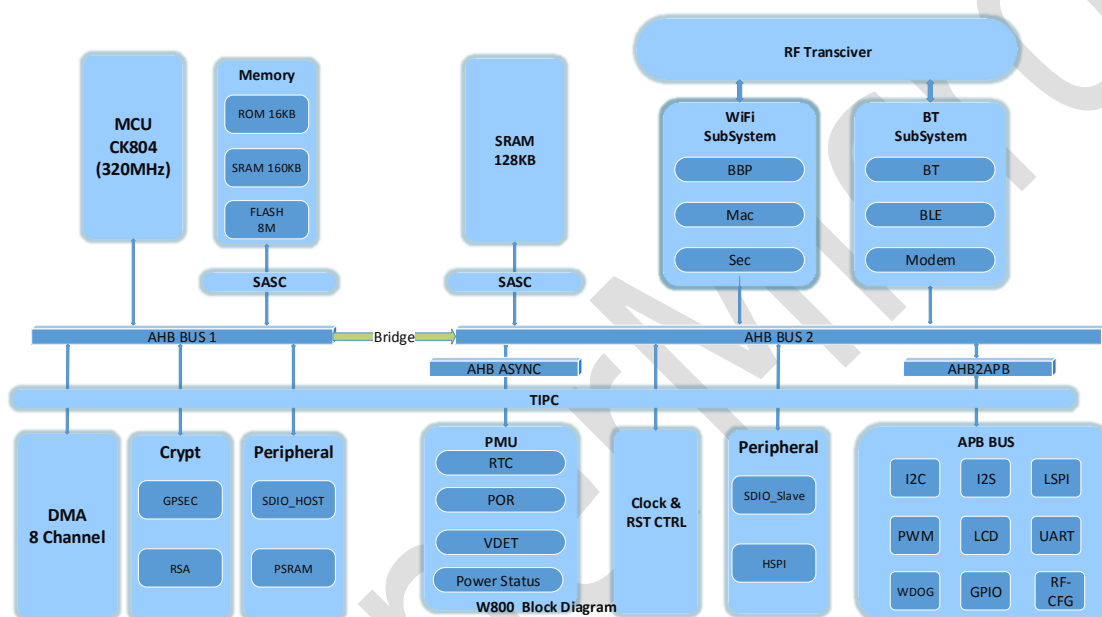 RF Transciver
MCU
CK804
(320MHz)
Memory
ROM 16KB
SRAM 160KB
FLASH
8M
SRAM
128KB
WiFi
SubSystem
BBP
Mac
Sec
BT
SubSystem
BT
BLE
Modem
SASC
SASC
AHB BUS 1
Bridge
AHB BUS 2
AHB ASYNC
AHB2APB
TIPC
DMA
8 Channel
Crypt
GPSEC
RSA
Peripheral
SDIO_HOST
PSRAM
PMU
RTC
POR
VDET
Power Status
Clock &
RST CTRL
Peripheral
SDIO_Slave
HSPI
APB BUS
I2C
I2S
LSPI
PWM
LCD
UART
WDOG
GPIO
RF-
CFG
W800 Block Diagram